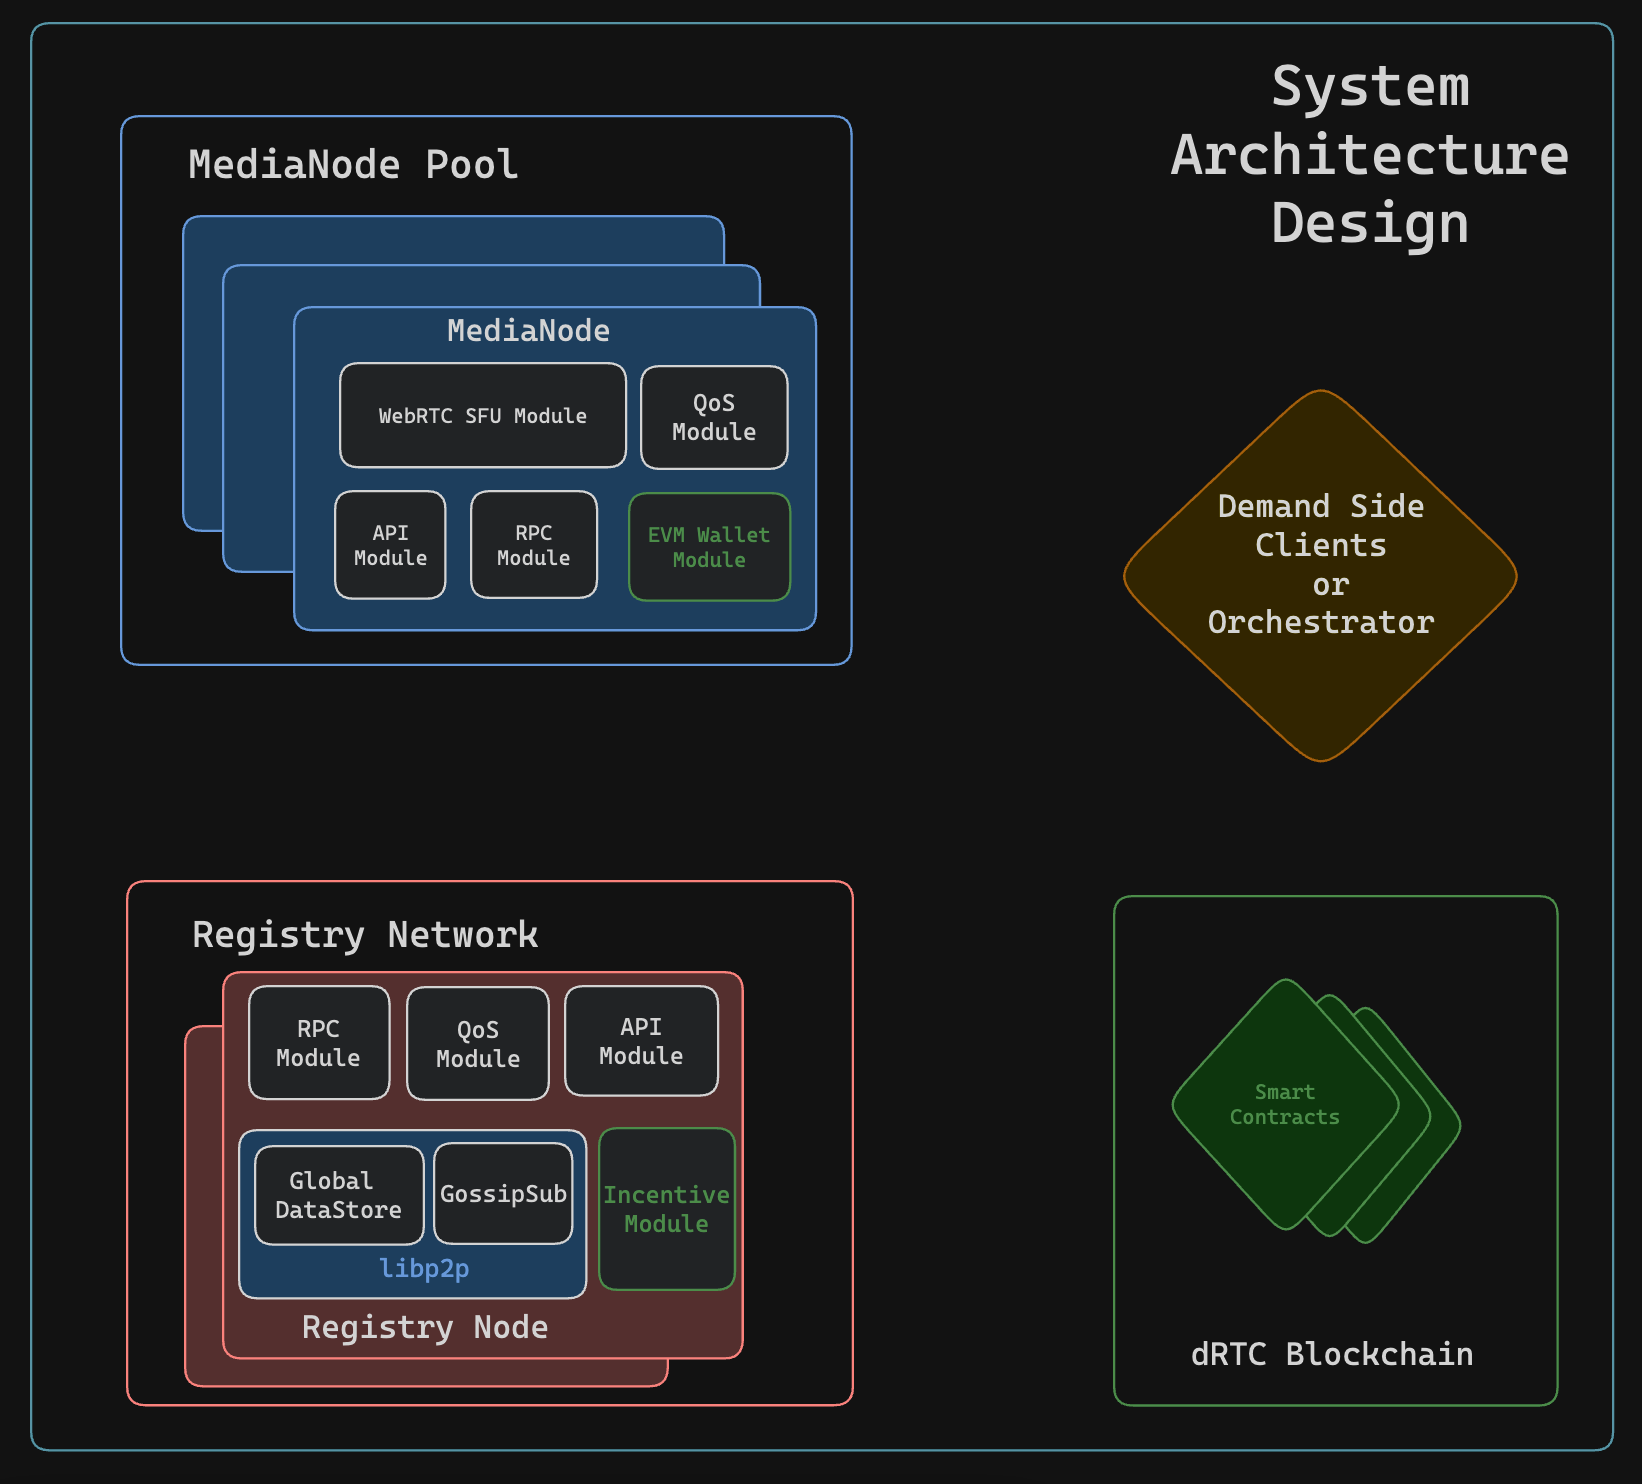 System
Architecture
Design
MediaNode Pool
MediaNode
WebRTC SFU Module
QoS
Module
API
Module
RPC
Module
EVM Wallet
Module
Demand Side
Clients
or
Orchestrator
Registry Network
RPC
Module
QoS
Module
API
Module
Global
DataStore
GossipSub
libp2p
Incentive
Module
Registry Node
Smart
Contracts
dRTC Blockchain